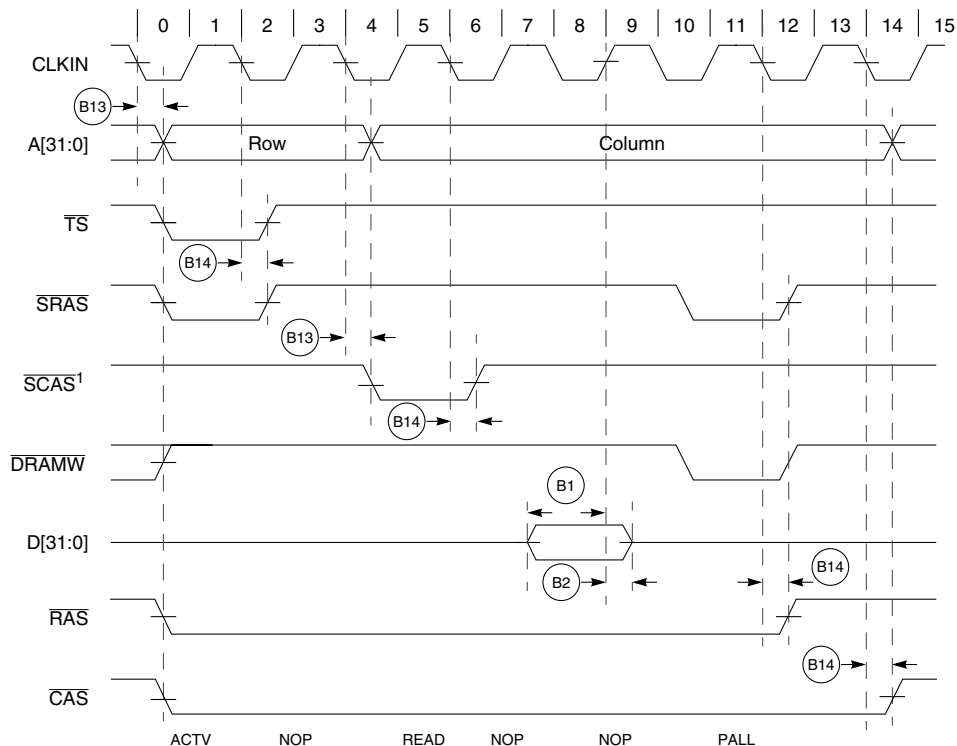 0 1 2 3 4 5 6 7 8 9 10 11 12 13 14 15
CLKIN
B13
A[31:0] Row Column
TS
B14
SRAS
B13
SCAS1
B14
DRAMW
B1
D[31:0]
B2 B14
RAS
B14
CAS
ACTV NOP READ NOP NOP PALL